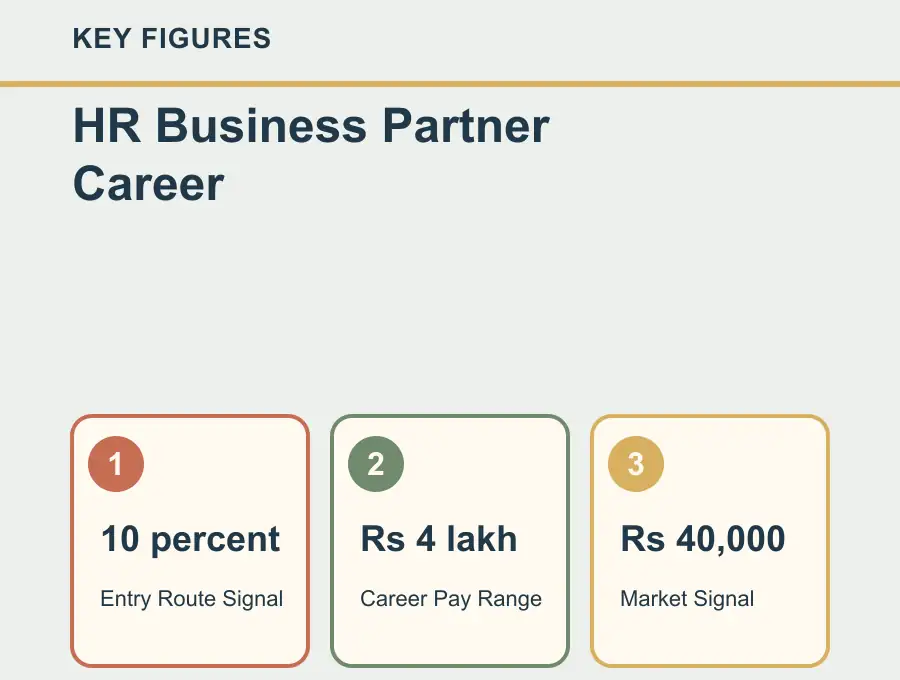 KEY FIGURES
HR Business Partner
Career
1
10 percent
Entry Route Signal
2
Rs 4 lakh
Career Pay Range
3
Rs 40,000
Market Signal